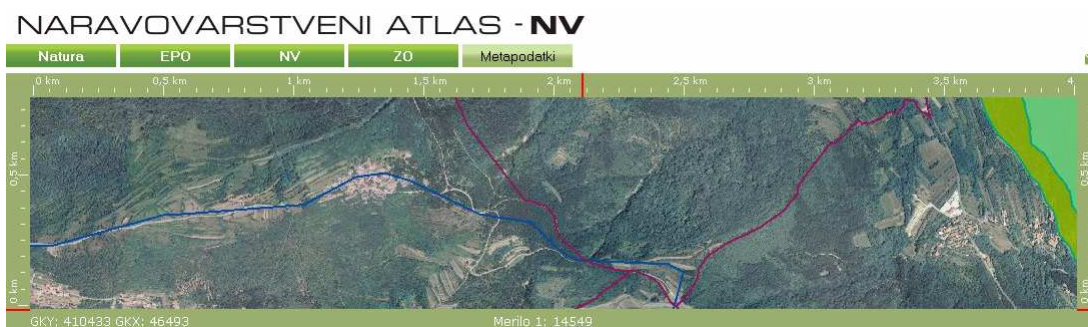 NARAVOVARSTVENI ATLAS - NV
Natura EPO NV ZO Metapodatki
0 km 0,5 km 1 km 1,5 km 2 km 2,5 km 3 km 3,5 km 4
0,5 km 0,5 km
0 km 0 km
GKY: 410433 GKX: 46493 Merilo 1: 14549